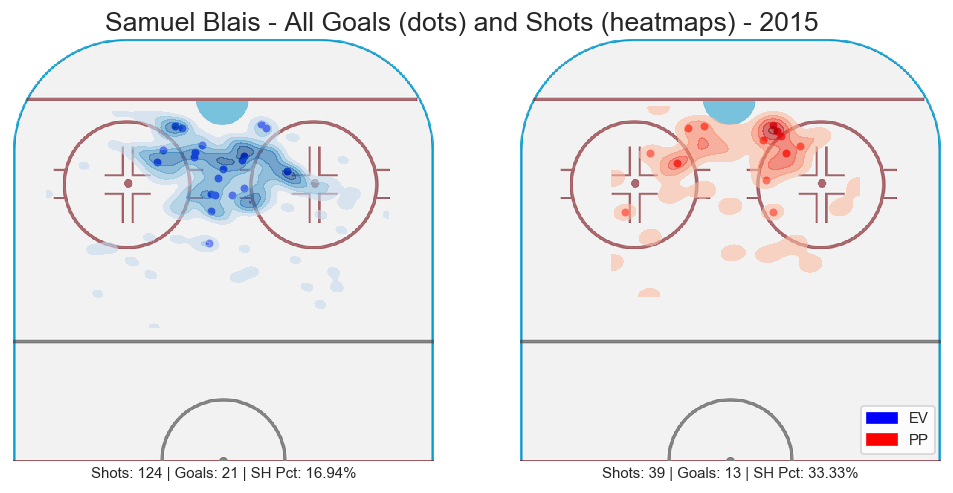 Samuel Blais - All Goals (dots) and Shots (heatmaps) - 2015
EV
PP
Shots: 124 | Goals: 21 | SH Pct: 16.94%
Shots: 39 | Goals: 13 | SH Pct: 33.33%